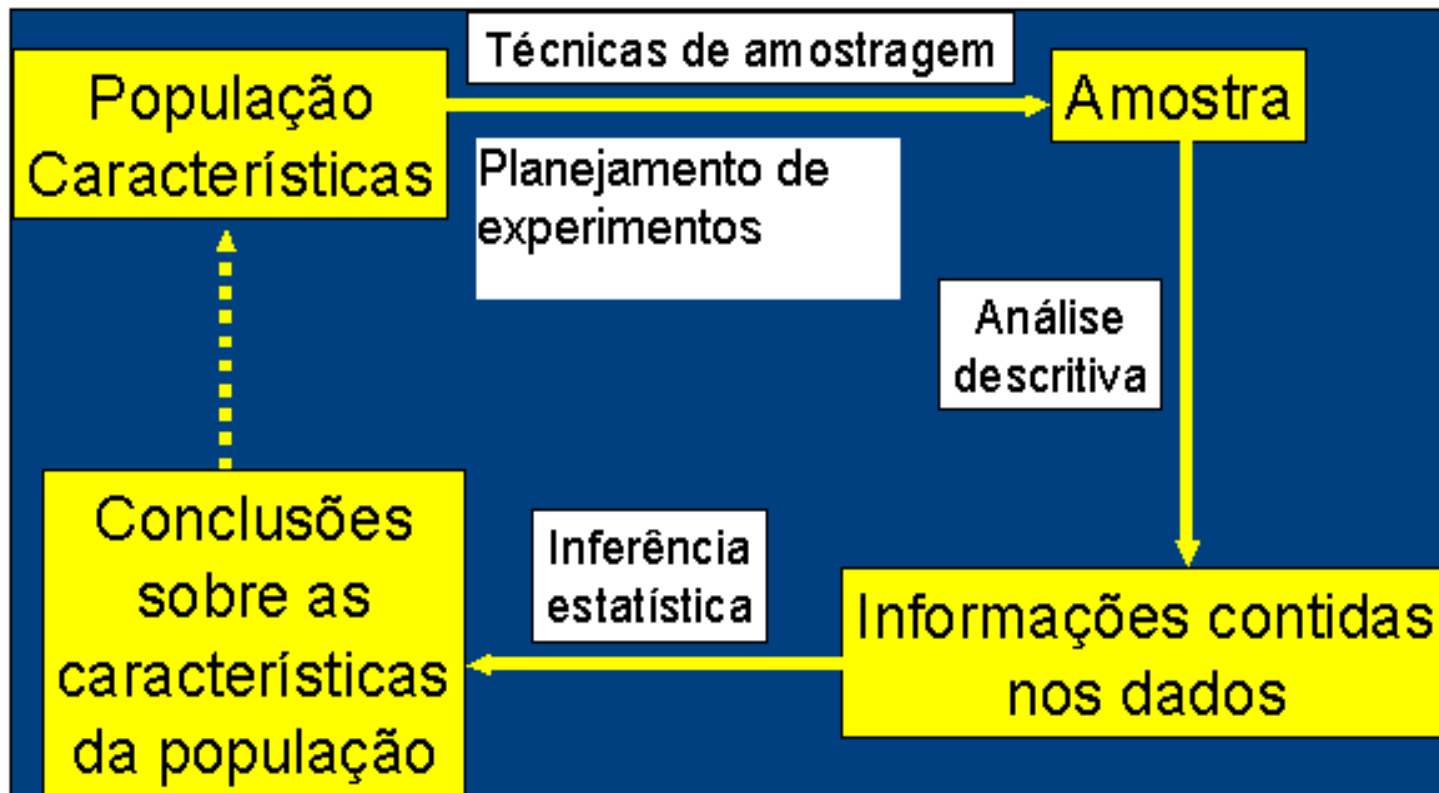 População
Características
Técnicas de amostragem
Planejamento de
experimentos
Amostra
Análise
descritiva
Informações contidas
nos dados
Inferência
estatística
Conclusões
sobre as
características
da população